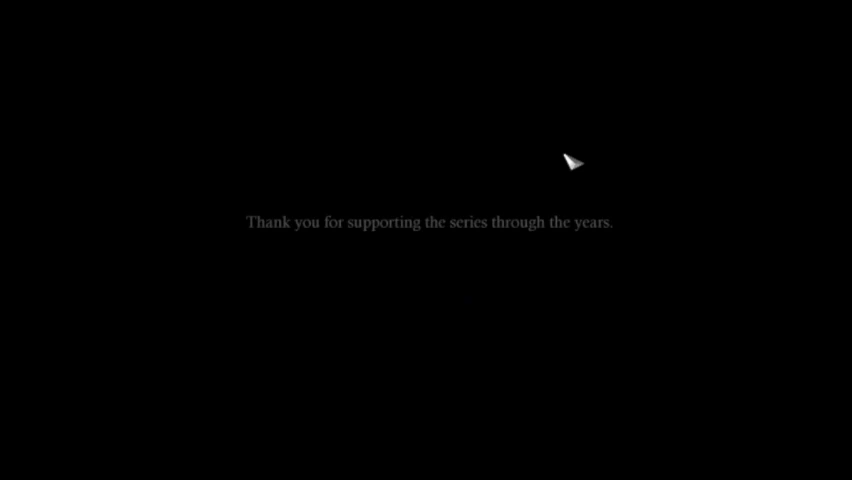 Thank you for supporting the series through the years.